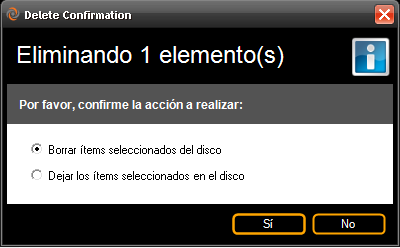 Delete Confirmation
Eliminando 1 elemento(s)
Por favor, confirme la acción a realizar:
Borrar ítems seleccionados del disco
Dejar los ítems seleccionados en el disco
Sí
No